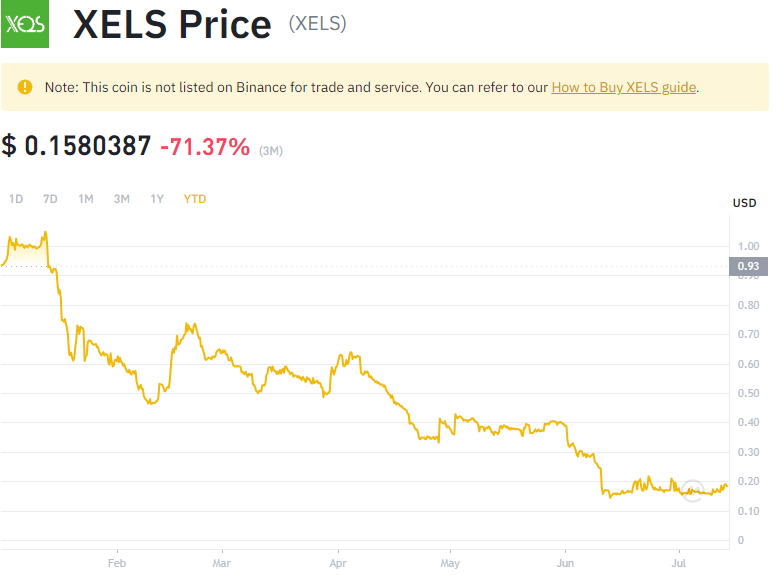 XELS
XELS Price (XELS)
Note: This coin is not listed on Binance for trade and service. You can refer to our How to Buy XELS guide.
$ 0.1580387 -71.37% (3M)
1D 7D 1M 3M 1Y YTD
USD
1.00
0.93
0.90
0.80
0.70
0.60
0.50
0.40
0.30
0.20
0.10
0
Feb Mar Apr May Jun Jul